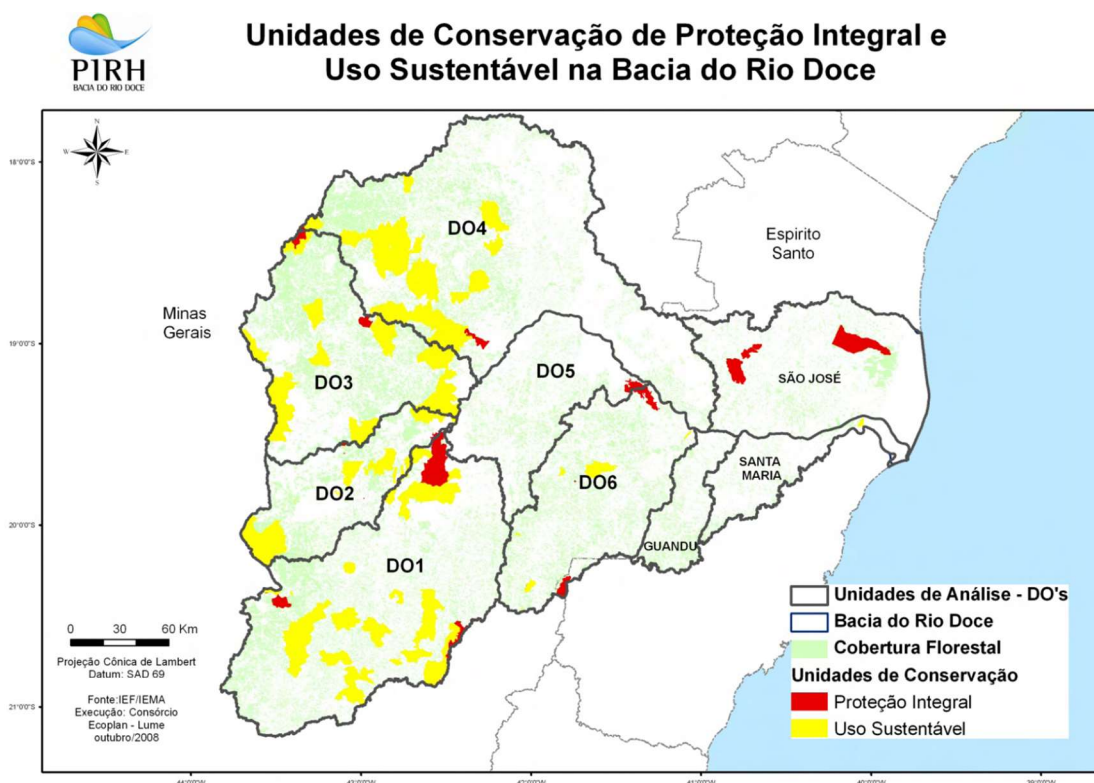 PIRH
BACIA DO RIO DOCE
Unidades de Conservação de Proteção Integral e
Uso Sustentável na Bacia do Rio Doce
N
W
E
S
18°0'0"S
19°0'0"S
20°0'0"S
21°0'0"S
DO4
Espirito
Santo
Minas
Gerais
DO5
DO3
SÃO JOSÉ
SANTA
MARIA
DO6
DO2
GUANDU
DO1
0 30 60 Km
Projeção Cônica de Lambert
Datum: SAD 69
Fonte:IEF/IEMA
Execução: Consórcio
Ecoplan - Lume
outubro/2008
Unidades de Análise - DO's
Bacia do Rio Doce
Cobertura Florestal
Unidades de Conservação
Proteção Integral
Uso Sustentável